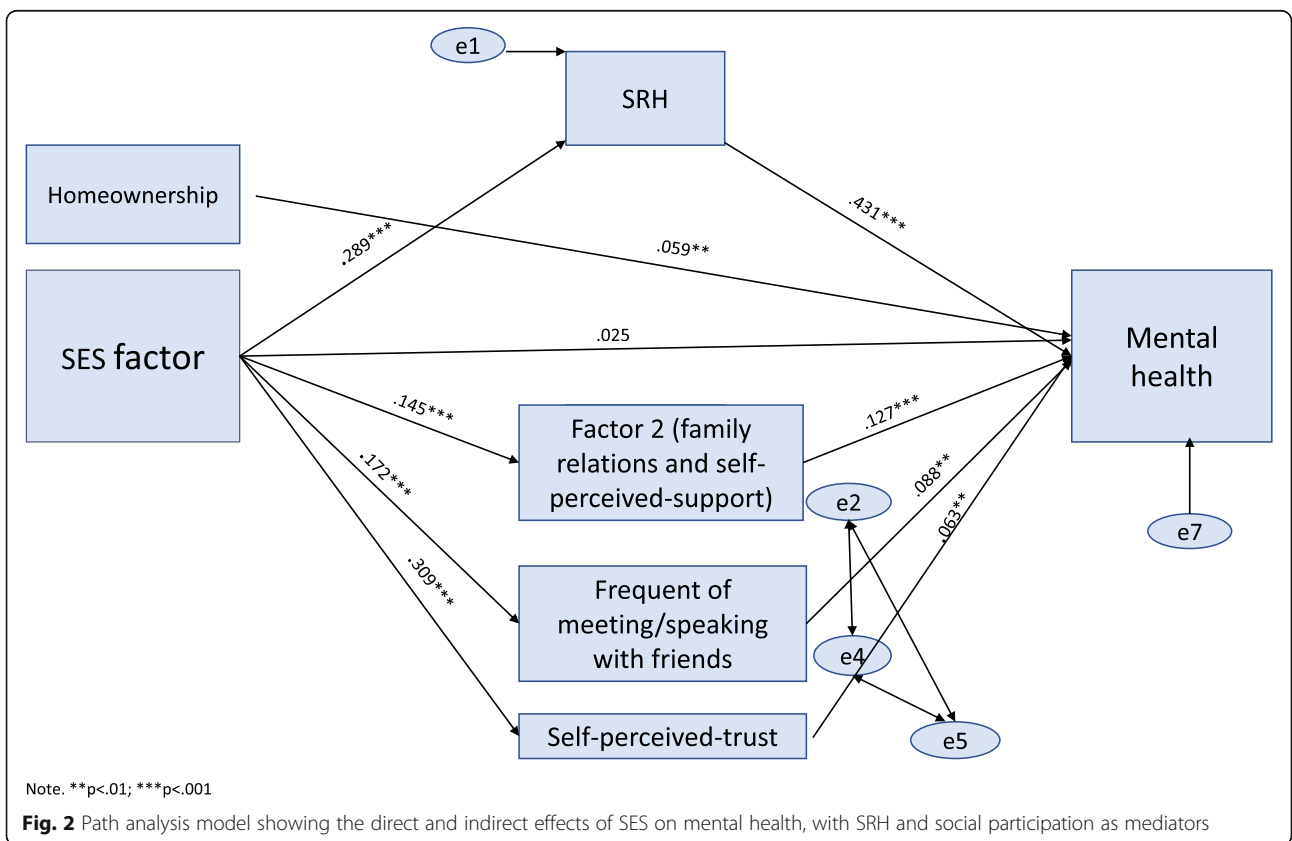 e1
SRH
Homeownership
.431***
.289***
.059**
SES factor
.025
Mental
health
.145***
.127***
Factor 2 (family
relations and self-
perceived-support)
.172***
.088**
e2
.063**
e7
.309***
Frequent of
meeting/speaking
with friends
e4
Self-perceived-trust
e5
Note. **p<.01; ***p<.001
Fig. 2 Path analysis model showing the direct and indirect effects of SES on mental health, with SRH and social participation as mediators